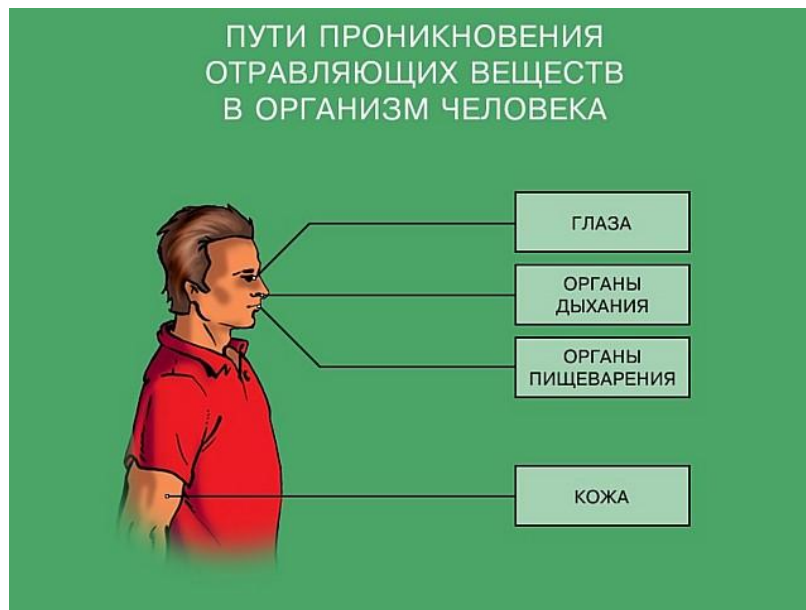 ПУТИ ПРОНИКНОВЕНИЯ
ОТРАВЛЯЮЩИХ ВЕЩЕСТВ
В ОРГАНИЗМ ЧЕЛОВЕКА
ГЛАЗА
ОРГАНЫ
ДЫХАНИЯ
ОРГАНЫ
ПИЩЕВАРЕНИЯ
КОЖА